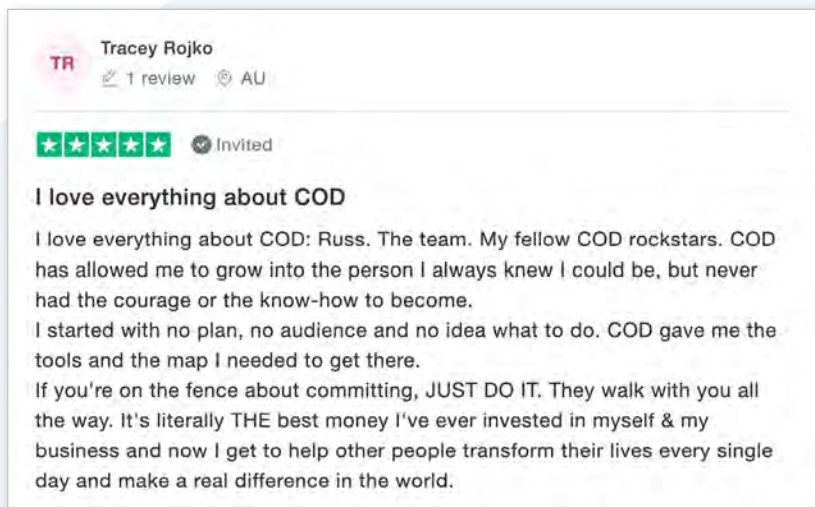 TR
Tracey Rojko
1 review AU
Invited
I love everything about COD
I love everything about COD: Russ. The team. My fellow COD rockstars. COD
has allowed me to grow into the person I always knew I could be, but never
had the courage or the know-how to become.
I started with no plan, no audience and no idea what to do. COD gave me the
tools and the map I needed to get there.
If you're on the fence about committing, JUST DO IT. They walk with you all
the way. It's literally THE best money I've ever invested in myself & my
business and now I get to help other people transform their lives every single
day and make a real difference in the world.